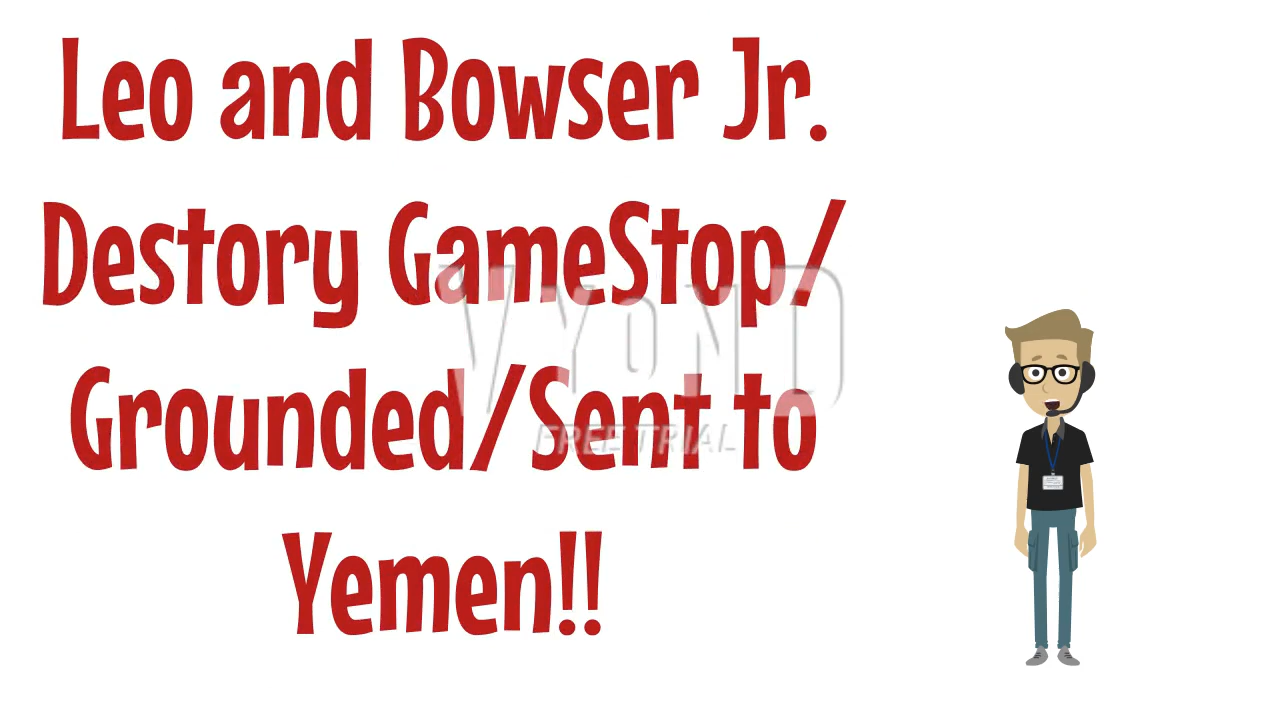 Leo and Bowser Jr.
Destory GameStop/
Grounded/Sent to
Yemen!!
VYOND
FREE TRIAL